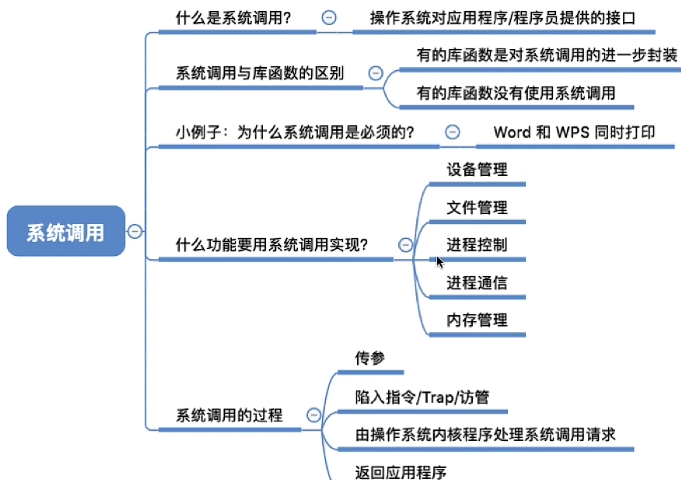 什么是系统调用?
操作系统对应用程序/程序员提供的接口
有的库函数是对系统调用的进一步封装
系统调用与库函数的区别
有的库函数没有使用系统调用
小例子：为什么系统调用是必须的?
Word 和 WPS 同时打印
设备管理
文件管理
系统调用
什么功能要用系统调用实现?
进程控制
进程通信
内存管理
传参
陷入指令/Trap/访管
系统调用的过程
由操作系统内核程序处理系统调用请求
返回应用程序